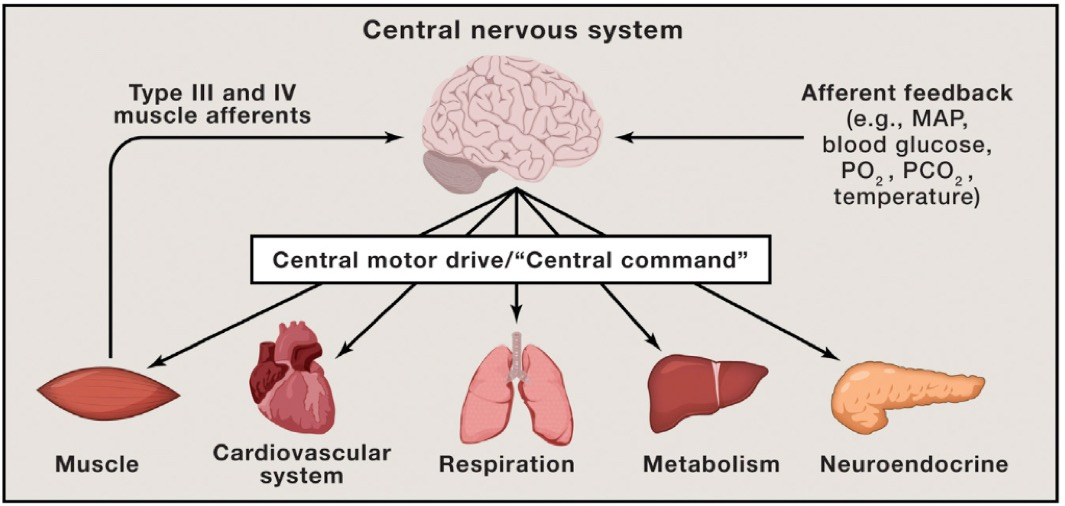 Central nervous system
Type III and IV
muscle afferents
Afferent feedback
(e.g., MAP,
blood glucose,
PO₂, PCO₂,
temperature)
Central motor drive/“Central command”
Muscle
Cardiovascular
system
Respiration
Metabolism
Neuroendocrine